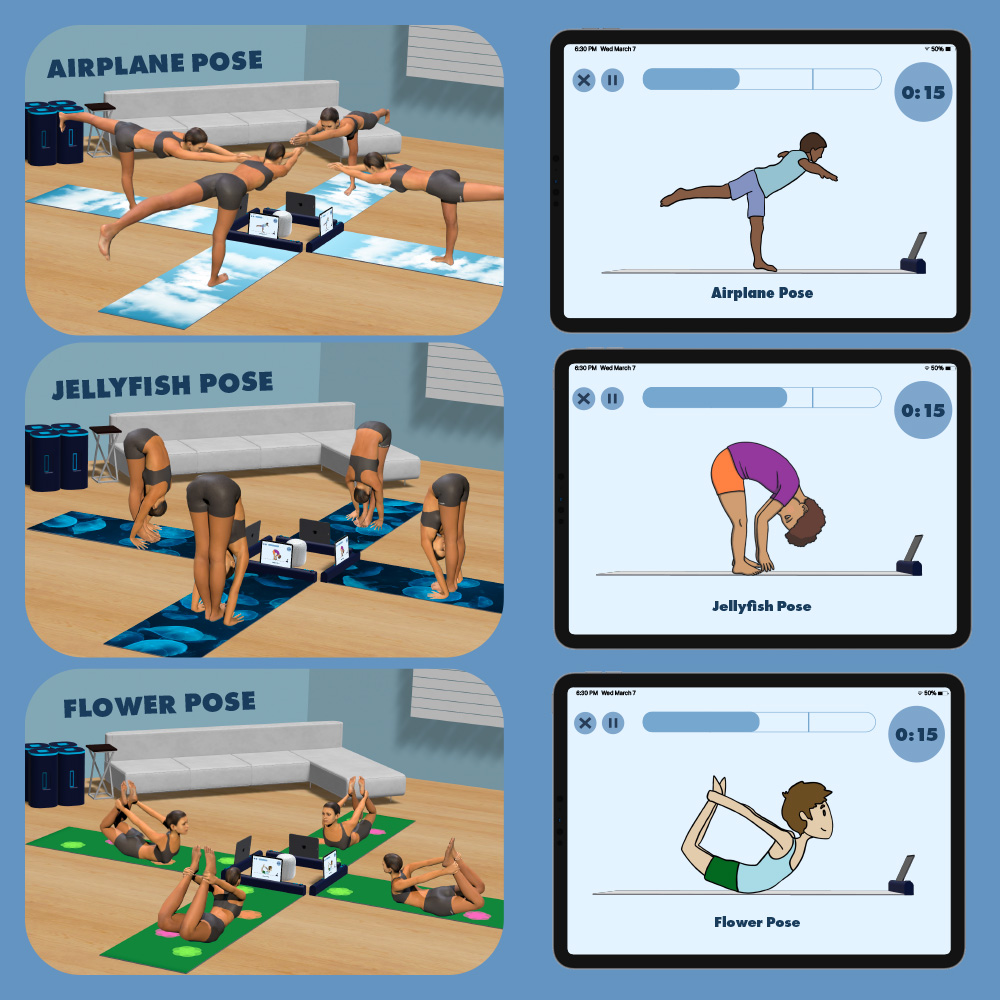 AIRPLANE POSE
6:30 PM Wed March 7
50%
0:15
Airplane Pose
JELLYFISH POSE
6:30 PM Wed March 7
50%
0:15
Jellyfish Pose
FLOWER POSE
6:30 PM Wed March 7
50%
0:15
Flower Pose